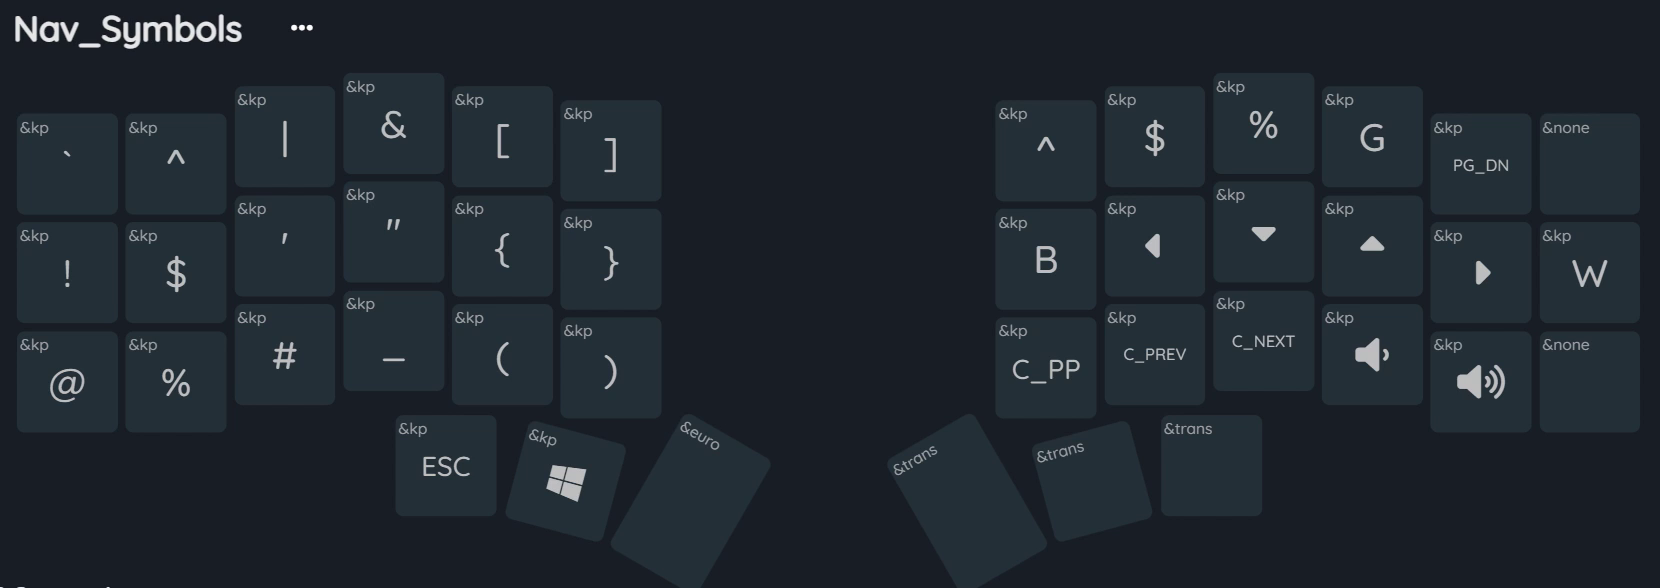 Nav_Symbols ...
&kp ` &kp ^ &kp | &kp & &kp [ &kp ]
&kp ^ &kp $ &kp % &kp G &kp PG_DN &none
&kp ! &kp $ &kp ' &kp " &kp { &kp }
&kp B &kp &kp &kp &kp &kp W
&kp @ &kp % &kp # &kp _ &kp ( &kp )
&kp C_PP &kp C_PREV &kp C_NEXT &kp &kp &none
&kp ESC &kp &euro
&trans &trans &trans